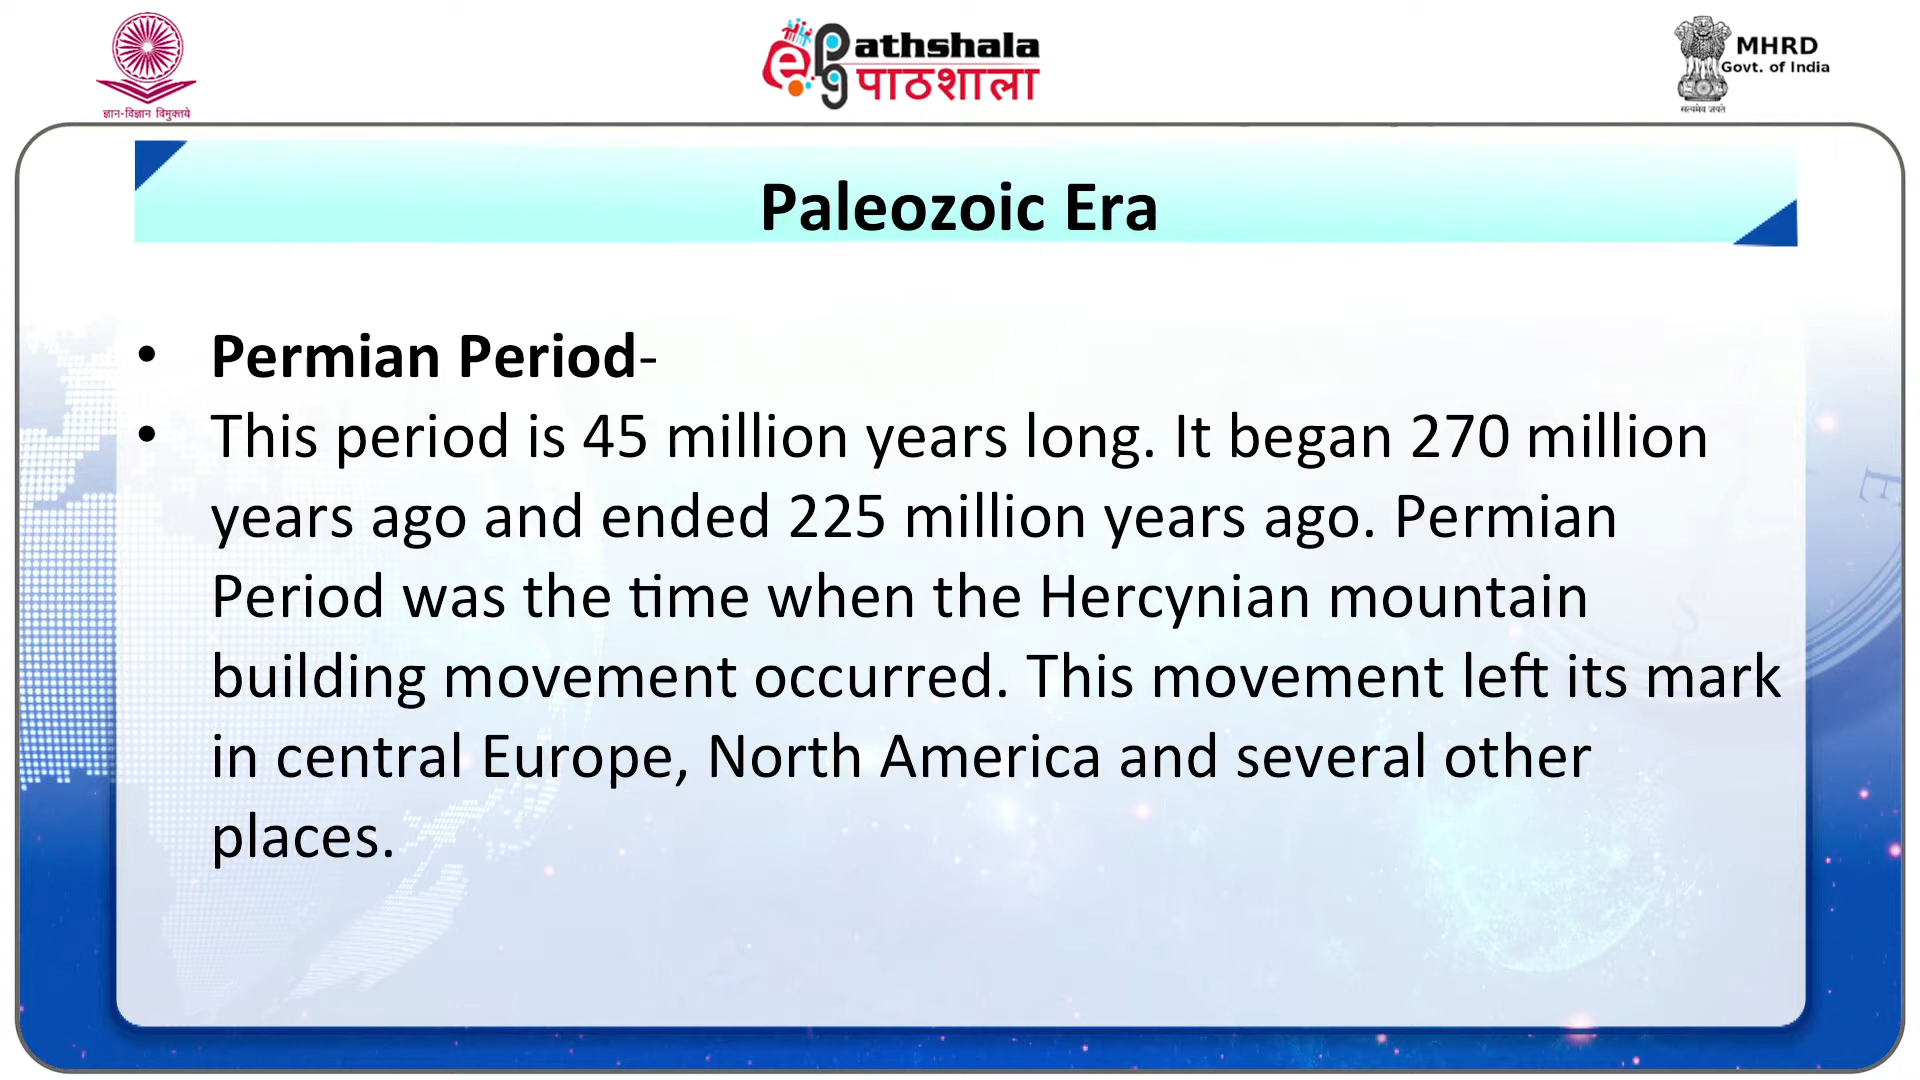 ज्ञान-विज्ञान विमुक्तये
ePg Pathshala
पाठशाला
MHRD
Govt. of India
सत्यमेव जयते
Paleozoic Era
• Permian Period-
• This period is 45 million years long. It began 270 million
years ago and ended 225 million years ago. Permian
Period was the time when the Hercynian mountain
building movement occurred. This movement left its mark
in central Europe, North America and several other
places.
E
S